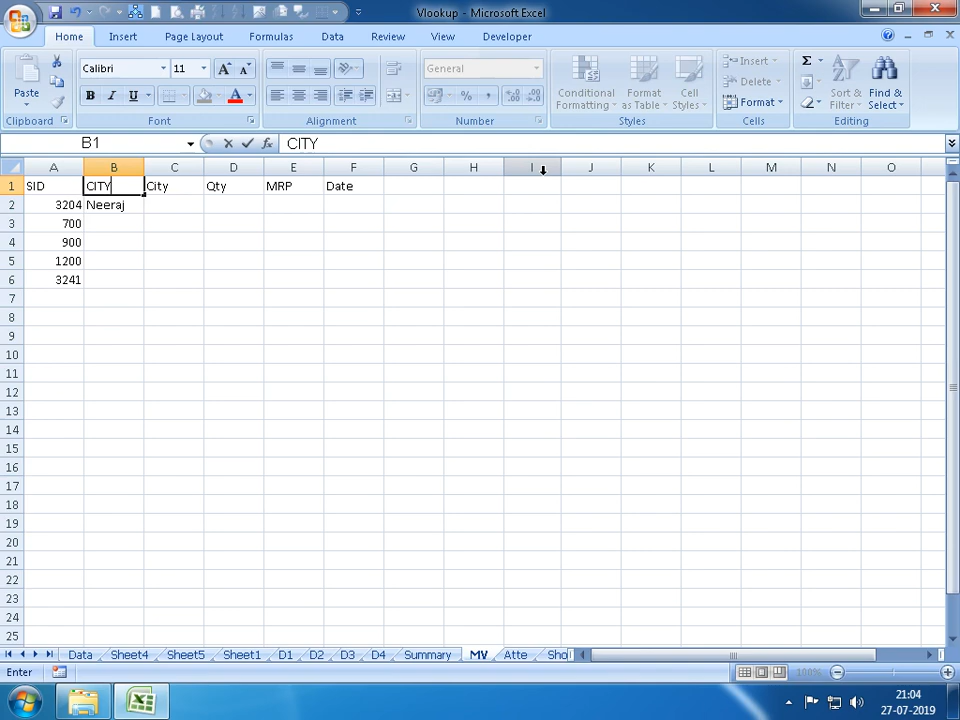 Vlookup - Microsoft Excel
Home Insert Page Layout Formulas Data Review View Developer
Paste
Calibri 11
General
Conditional Formatting
Format as Table
Cell Styles
Insert
Delete
Format
Sort & Filter
Find & Select
Clipboard Font Alignment Number Styles Cells Editing
B1 CITY
A B C D E F G H I J K L M N O
1 SID CITY City Qty MRP Date
2 3204 Neeraj
3 700
4 900
5 1200
6 3241
7
8
9
10
11
12
13
14
15
16
17
18
19
20
21
22
23
24
25
Data Sheet4 Sheet5 Sheet1 D1 D2 D3 D4 Summary MV Atte Sho
Enter 100%
21:04
27-07-2019